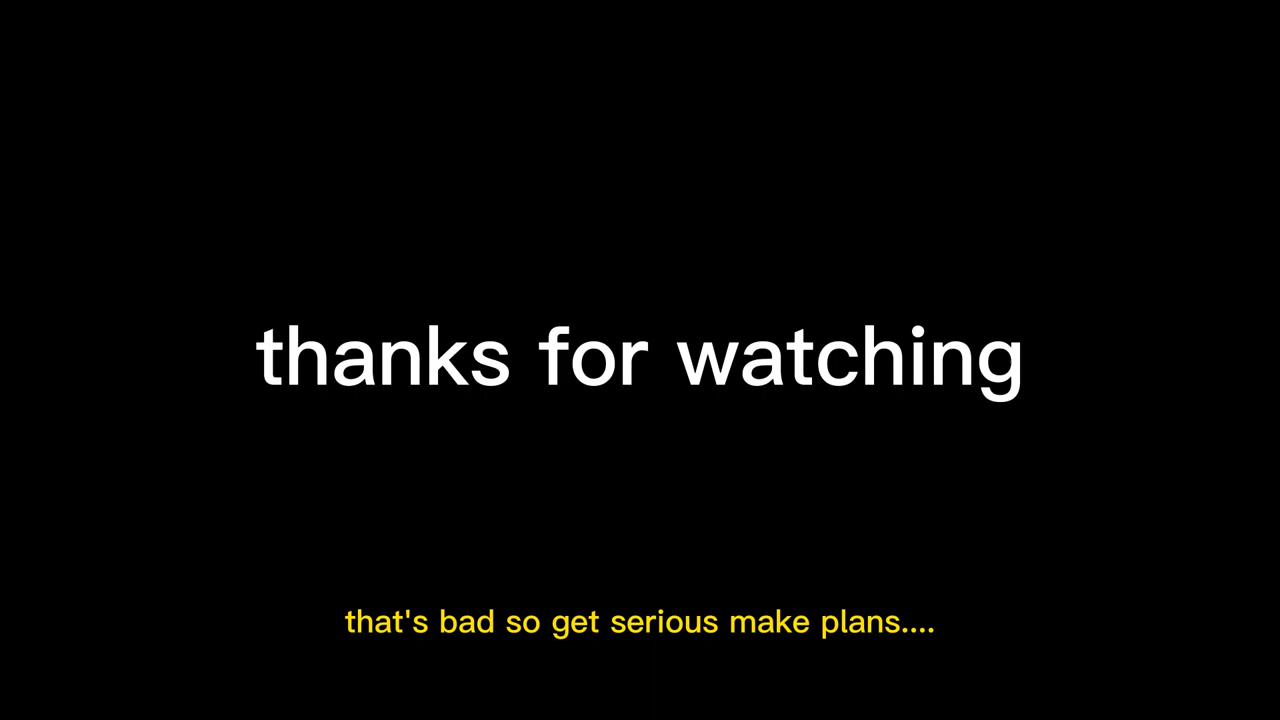 thanks for watching
that's bad so get serious make plans....